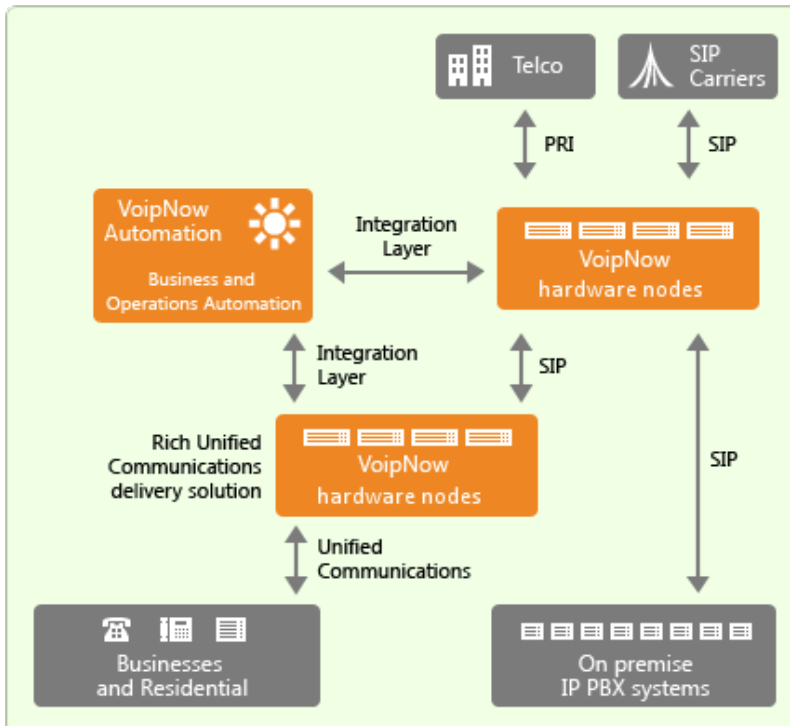 Telco
SIP
Carriers
PRI
SIP
VoipNow
Automation
Business and
Operations Automation
Integration
Layer
VoipNow
hardware nodes
Integration
Layer
SIP
Rich Unified
Communications
delivery solution
VoipNow
hardware nodes
SIP
Unified
Communications
Businesses
and Residential
On premise
IP PBX systems